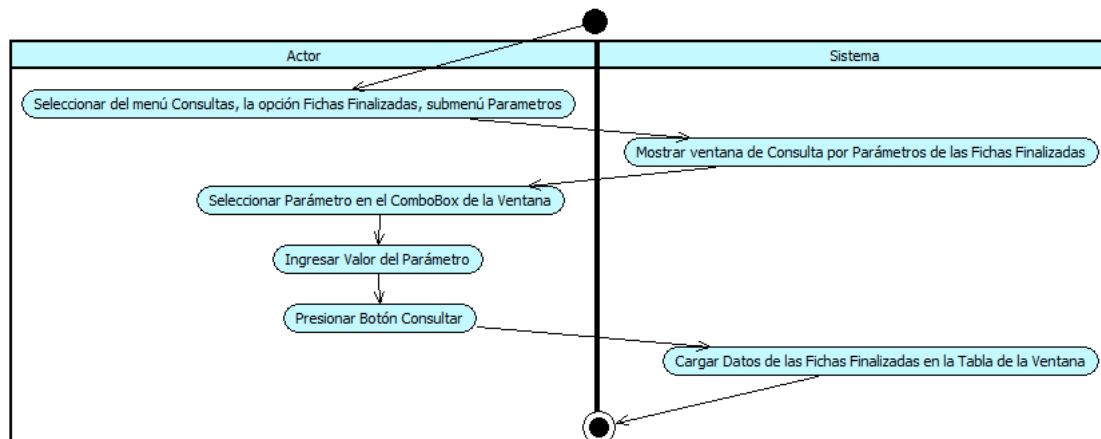 Actor
Sistema
Seleccionar del menú Consultas, la opción Fichas Finalizadas, submenú Parametros
Mostrar ventana de Consulta por Parámetros de las Fichas Finalizadas
Seleccionar Parámetro en el ComboBox de la Ventana
Ingresar Valor del Parámetro
Presionar Botón Consultar
Cargar Datos de las Fichas Finalizadas en la Tabla de la Ventana